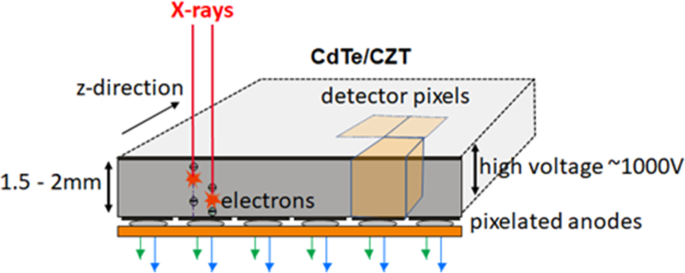 X-rays
CdTe/CZT
z-direction
detector pixels
high voltage ~1000V
1.5 - 2mm
electrons
pixelated anodes